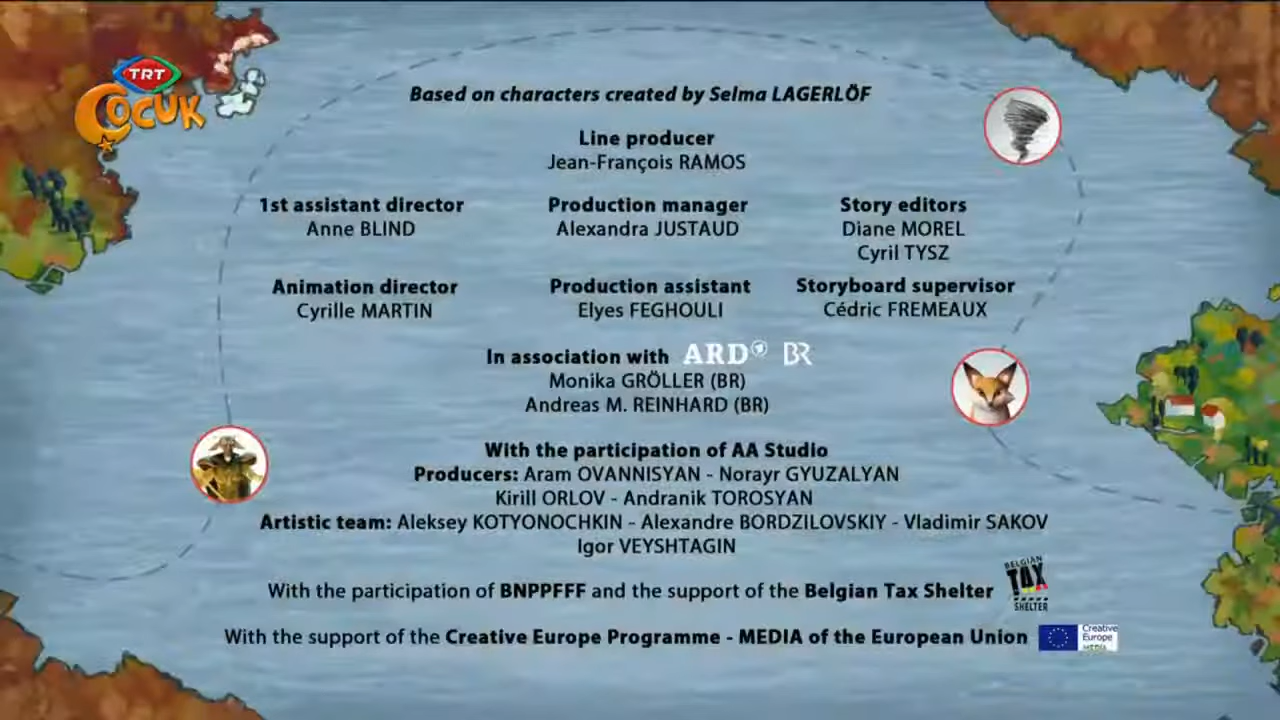 TRT
ÇOCUK
Based on characters created by Selma LAGERLÖF
Line producer
Jean-François RAMOS
1st assistant director
Anne BLIND
Production manager
Alexandra JUSTAUD
Story editors
Diane MOREL
Cyril TYSZ
Animation director
Cyrille MARTIN
Production assistant
Elyes FEGHOULI
Storyboard supervisor
Cédric FREMEAUX
In association with ARD BR
Monika GRÖLLER (BR)
Andreas M. REINHARD (BR)
With the participation of AA Studio
Producers: Aram OVANNISYAN - Norayr GYUZALYAN
Kirill ORLOV - Andranik TOROSYAN
Artistic team: Aleksey KOTYONOCHKIN - Alexandre BORDZILOVSKIY - Vladimir SAKOV
Igor VEYSHTAGIN
With the participation of BNPPFFF and the support of the Belgian Tax Shelter
BELGIAN
TAX
SHELTER
With the support of the Creative Europe Programme - MEDIA of the European Union
Creative
Europe
MEDIA